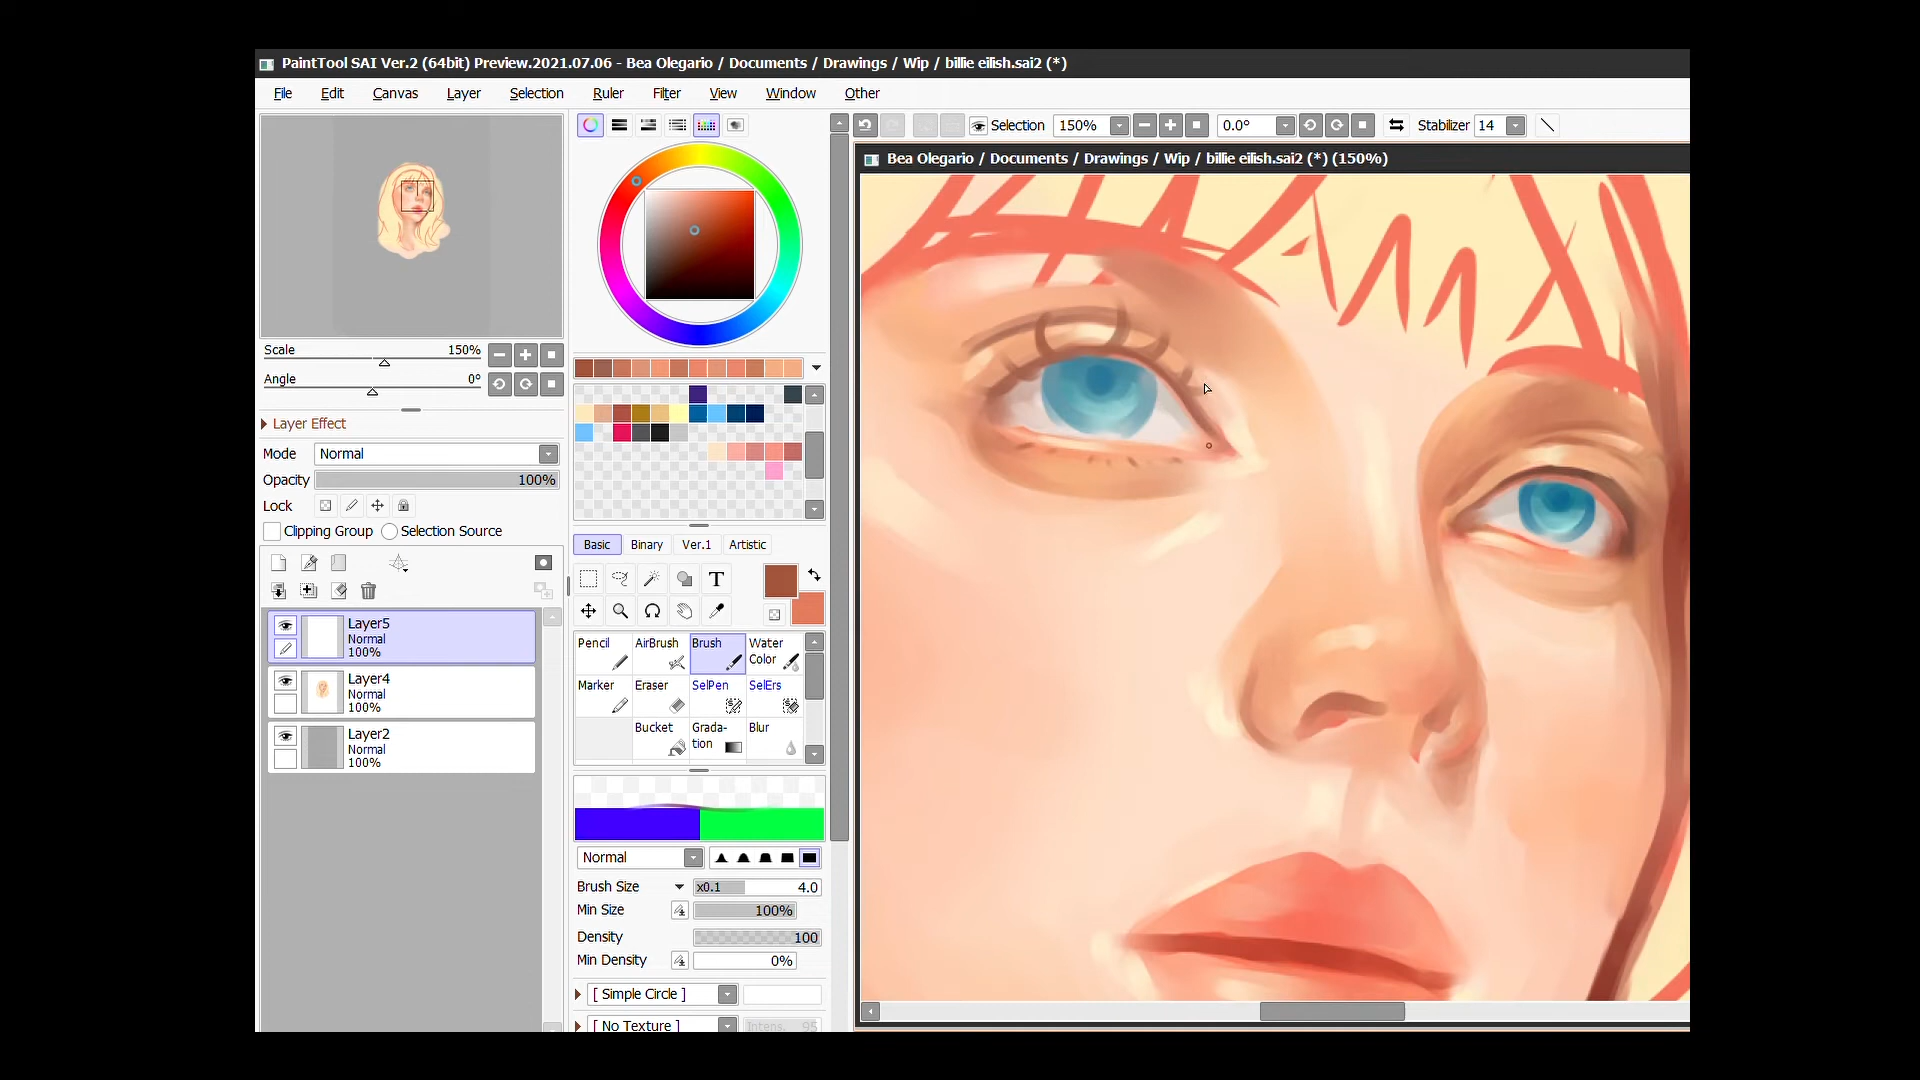 PaintTool SAI Ver.2 (64bit) Preview.2021.07.06 - Bea Olegario / Documents / Drawings / Wip / billie eilish.sai2 (*)
File Edit Canvas Layer Selection Ruler Filter View Window Other
Selection 150% 0.0° Stabilizer 14
Bea Olegario / Documents / Drawings / Wip / billie eilish.sai2 (*) (150%)
Scale 150%
Angle 0°
Layer Effect
Mode Normal
Opacity 100%
Lock
Clipping Group Selection Source
Layer5
Normal
100%
Layer4
Normal
100%
Layer2
Normal
100%
Basic Binary Ver.1 Artistic
T
Pencil AirBrush Brush Water Color
Marker Eraser SelPen SelErs
Bucket Grada-tion Blur
Normal
Brush Size x0.1 4.0
Min Size 100%
Density 100
Min Density 0%
[ Simple Circle ]
[ No Texture ] Intens. 95